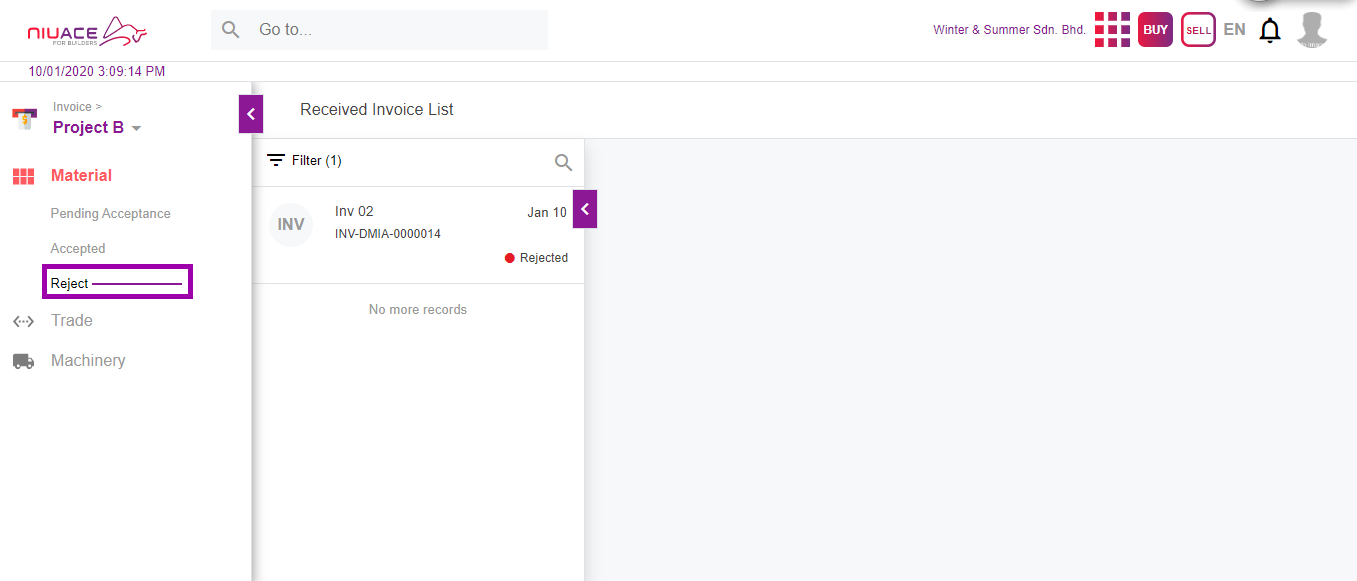 NIUACE
FOR BUILDERS
Go to...
Winter & Summer Sdn. Bhd.
BUY
SELL
EN
10/01/2020 3:09:14 PM
Invoice >
Project B
Received Invoice List
Material
Pending Acceptance
Accepted
Reject
Trade
Machinery
Filter (1)
INV
Inv 02
Jan 10
INV-DMIA-0000014
Rejected
No more records